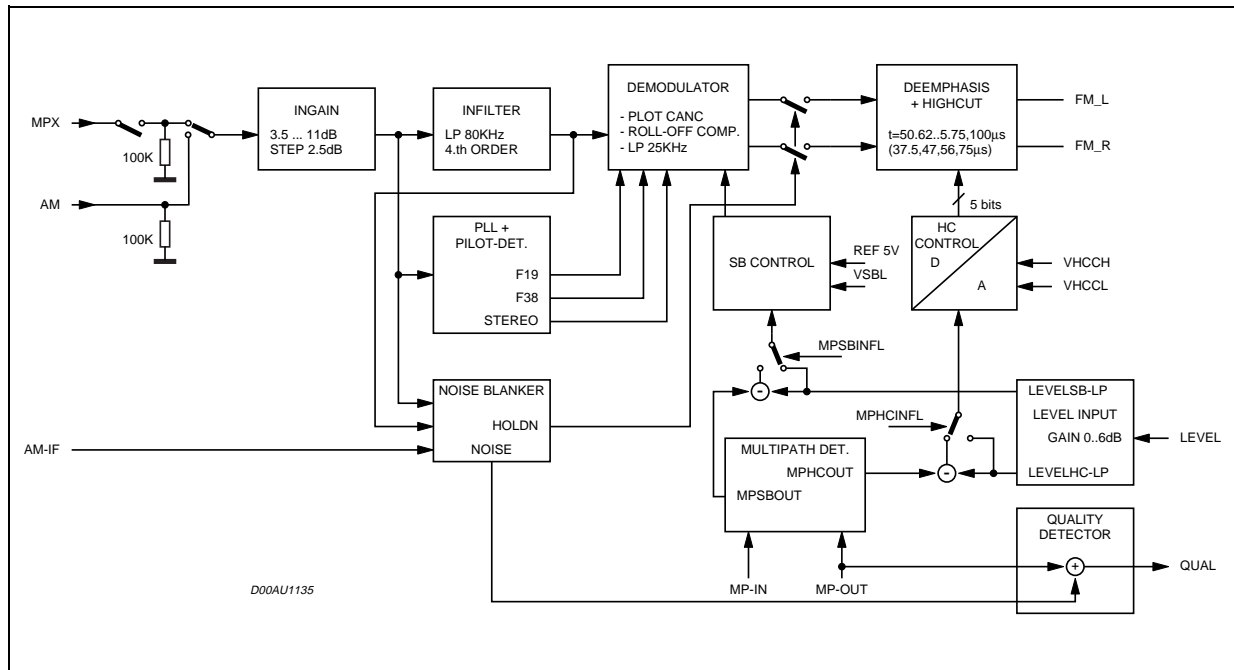 MPX
100K
AM
100K
INGAIN
3.5 ... 11dB
STEP 2.5dB
INFILTER
LP 80KHz
4.th ORDER
DEMODULATOR
- PLOT CANC
- ROLL-OFF COMP.
- LP 25KHz
DEEMPHASIS
+ HIGHCUT
t=50.62..5.75,100µs
(37.5,47,56,75µs)
FM_L
FM_R
5 bits
PLL +
PILOT-DET.
F19
F38
STEREO
SB CONTROL
REF 5V
VSBL
HC
CONTROL
D
A
VHCCH
VHCCL
MPSBINFL
NOISE BLANKER
HOLDN
NOISE
AM-IF
MPHCINFL
-
-
LEVELSB-LP
LEVEL INPUT
GAIN 0..6dB
LEVELHC-LP
LEVEL
MULTIPATH DET.
MPHCOUT
MPSBOUT
MP-IN
MP-OUT
QUALITY
DETECTOR
+
QUAL
D00AU1135